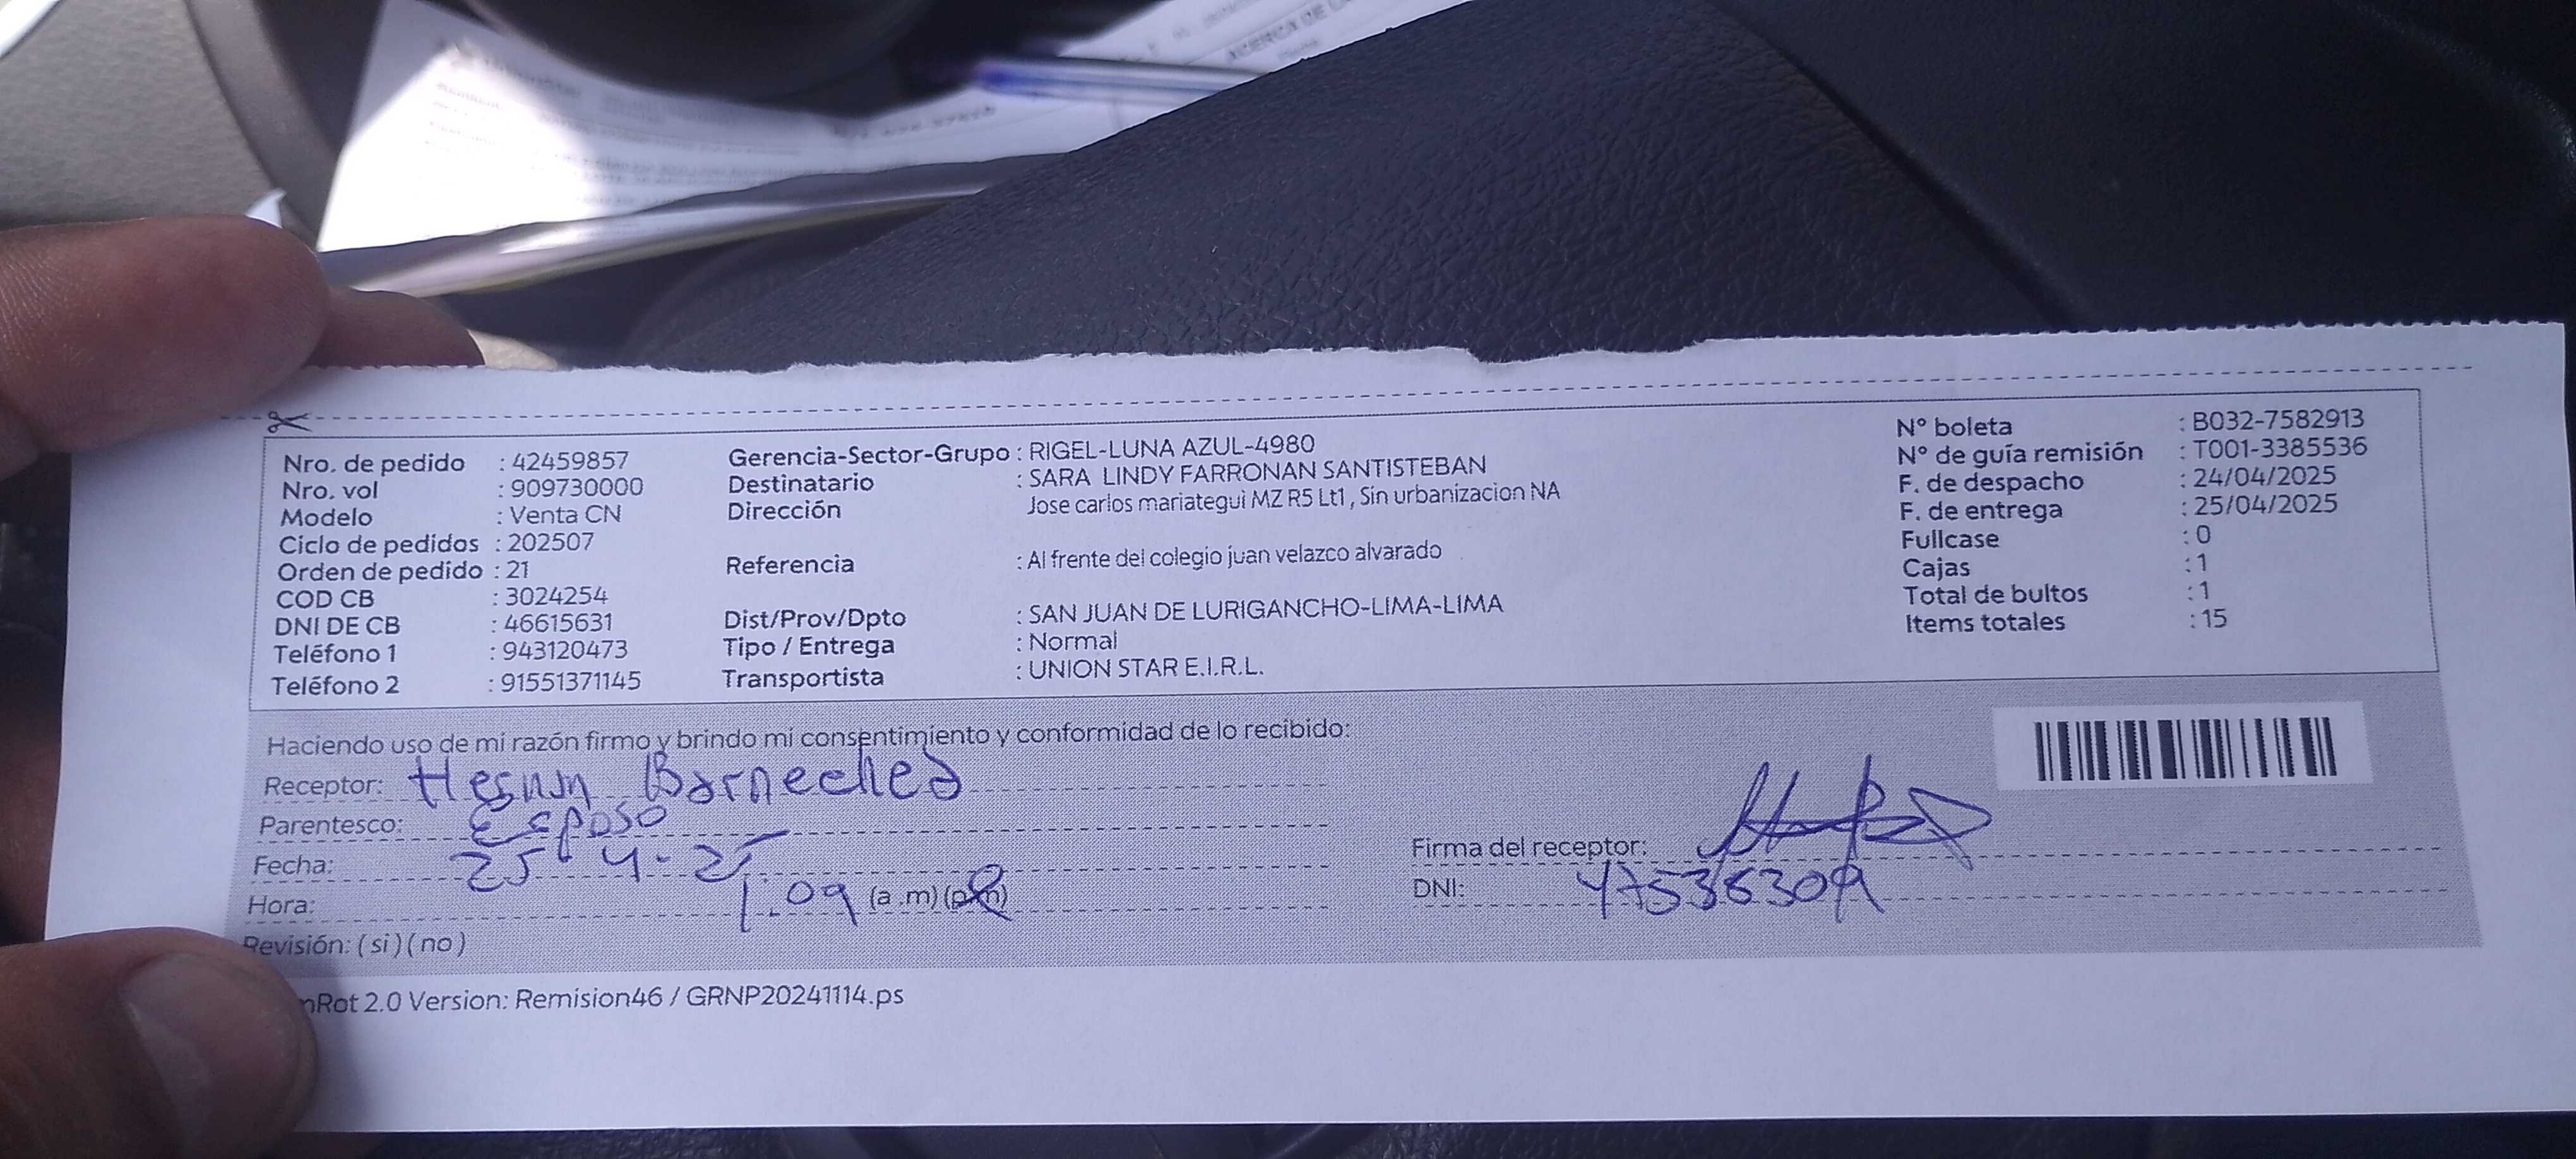 Nro. de pedido : 42459857
Nro. vol : 909730000
Modelo : Venta CN
Ciclo de pedidos : 202507
Orden de pedido : 21
COD CB : 3024254
DNI DE CB : 46615631
Teléfono 1 : 943120473
Teléfono 2 : 91551371145
Gerencia-Sector-Grupo : RIGEL-LUNA AZUL-4980
Destinatario : SARA LINDY FARRONAN SANTISTEBAN
Dirección Jose carlos mariategui MZ R5 Lt1, Sin urbanizacion NA
Referencia : Al frente del colegio juan velazco alvarado
Dist/Prov/Dpto : SAN JUAN DE LURIGANCHO-LIMA-LIMA
Tipo / Entrega : Normal
Transportista : UNION STAR E.I.R.L.
N° boleta : B032-7582913
N° de guía remisión : T001-3385536
F. de despacho : 24/04/2025
F. de entrega : 25/04/2025
Fullcase : 0
Cajas : 1
Total de bultos : 1
Items totales : 15
Haciendo uso de mi razón firmo y brindo mi consentimiento y conformidad de lo recibido:
Receptor:
Parentesco: Esposo
Fecha: 25 4-25
Hora: 1:09 (a.m) (p.m)
Revisión: (si) (no)
Firma del receptor:
DNI:
Rot 2.0 Version: Remision46 / GRNP20241114.ps